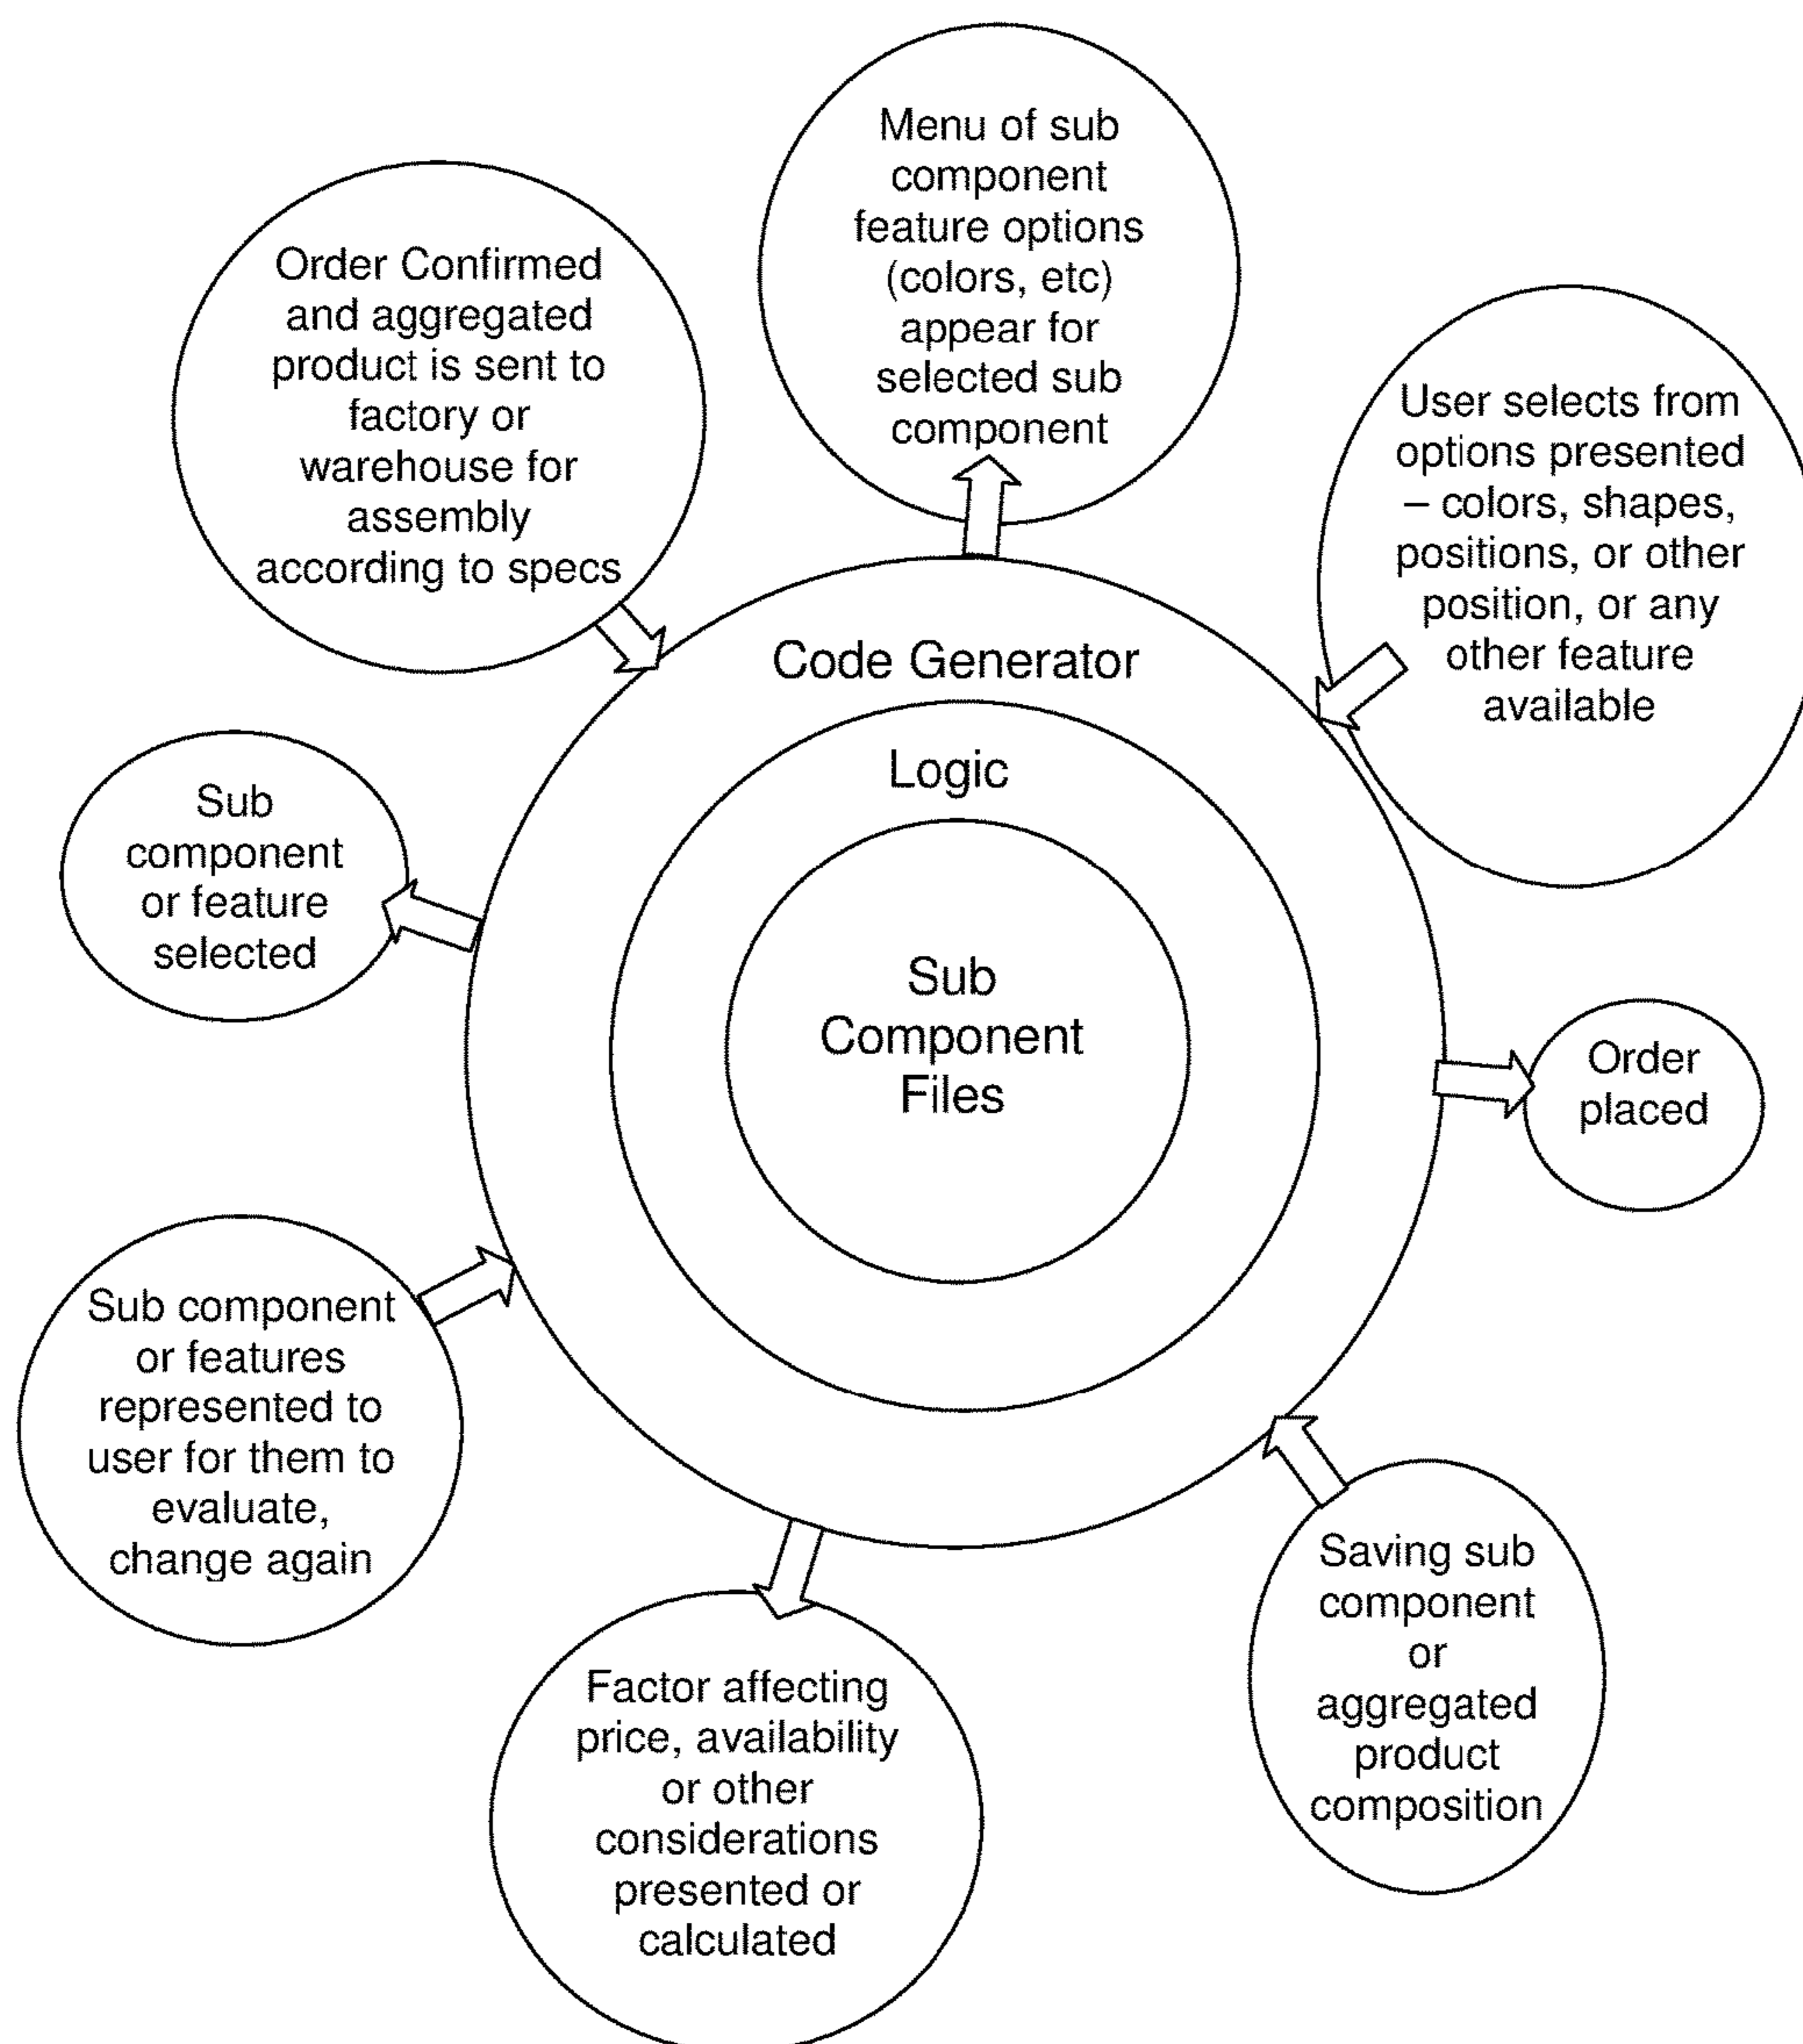 Menu of sub
component
feature options
(colors, etc)
appear for
selected sub
component
Order Confirmed
and aggregated
product is sent to
factory or
warehouse for
assembly
according to specs
User selects from
options presented
– colors, shapes,
positions, or other
position, or any
other feature
available
Code Generator
Logic
Sub
Component
Files
Sub
component
or feature
selected
Order
placed
Sub component
or features
represented to
user for them to
evaluate,
change again
Saving sub
component
or
aggregated
product
composition
Factor affecting
price, availability
or other
considerations
presented or
calculated